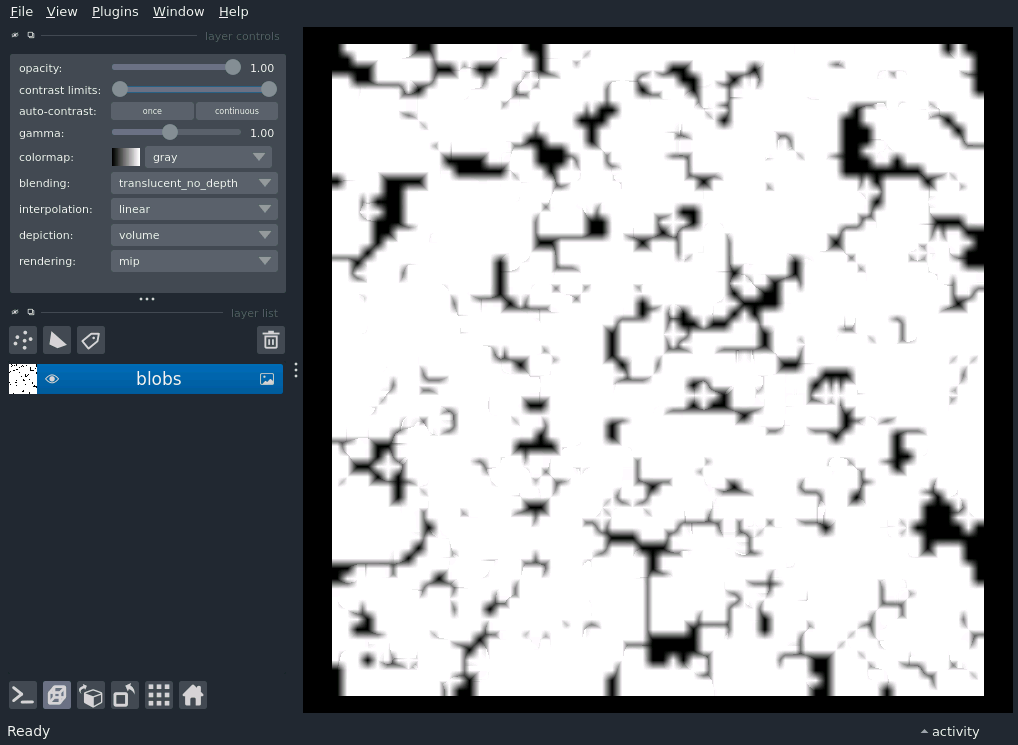 File View Plugins Window Help
layer controls
opacity: 1.00
contrast limits:
auto-contrast: once continuous
gamma: 1.00
colormap: gray
blending: translucent_no_depth
interpolation: linear
depiction: volume
rendering: mip
layer list
blobs
Ready activity